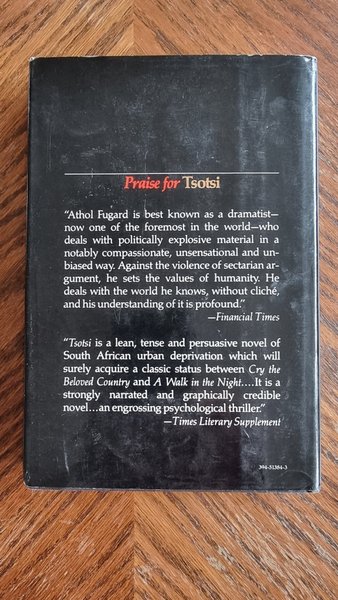 Praise for Tsotsi
“Athol Fugard is best known as a dramatist—
now one of the foremost in the world—who
deals with politically explosive material in a
notably compassionate, unsensational and un-
biased way. Against the violence of sectarian ar-
gument, he sets the values of humanity. He
deals with the world he knows, without cliché,
and his understanding of it is profound.”
—Financial Times
“Tsotsi is a lean, tense and persuasive novel of
South African urban deprivation which will
surely acquire a classic status between Cry the
Beloved Country and A Walk in the Night....It is a
strongly narrated and graphically credible
novel...an engrossing psychological thriller.”
—Times Literary Supplement
394-51384-3